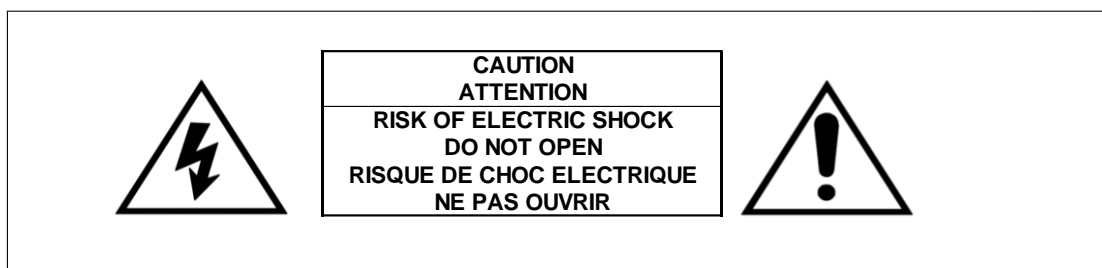 CAUTION
ATTENTION
RISK OF ELECTRIC SHOCK
DO NOT OPEN
RISQUE DE CHOC ELECTRIQUE
NE PAS OUVRIR